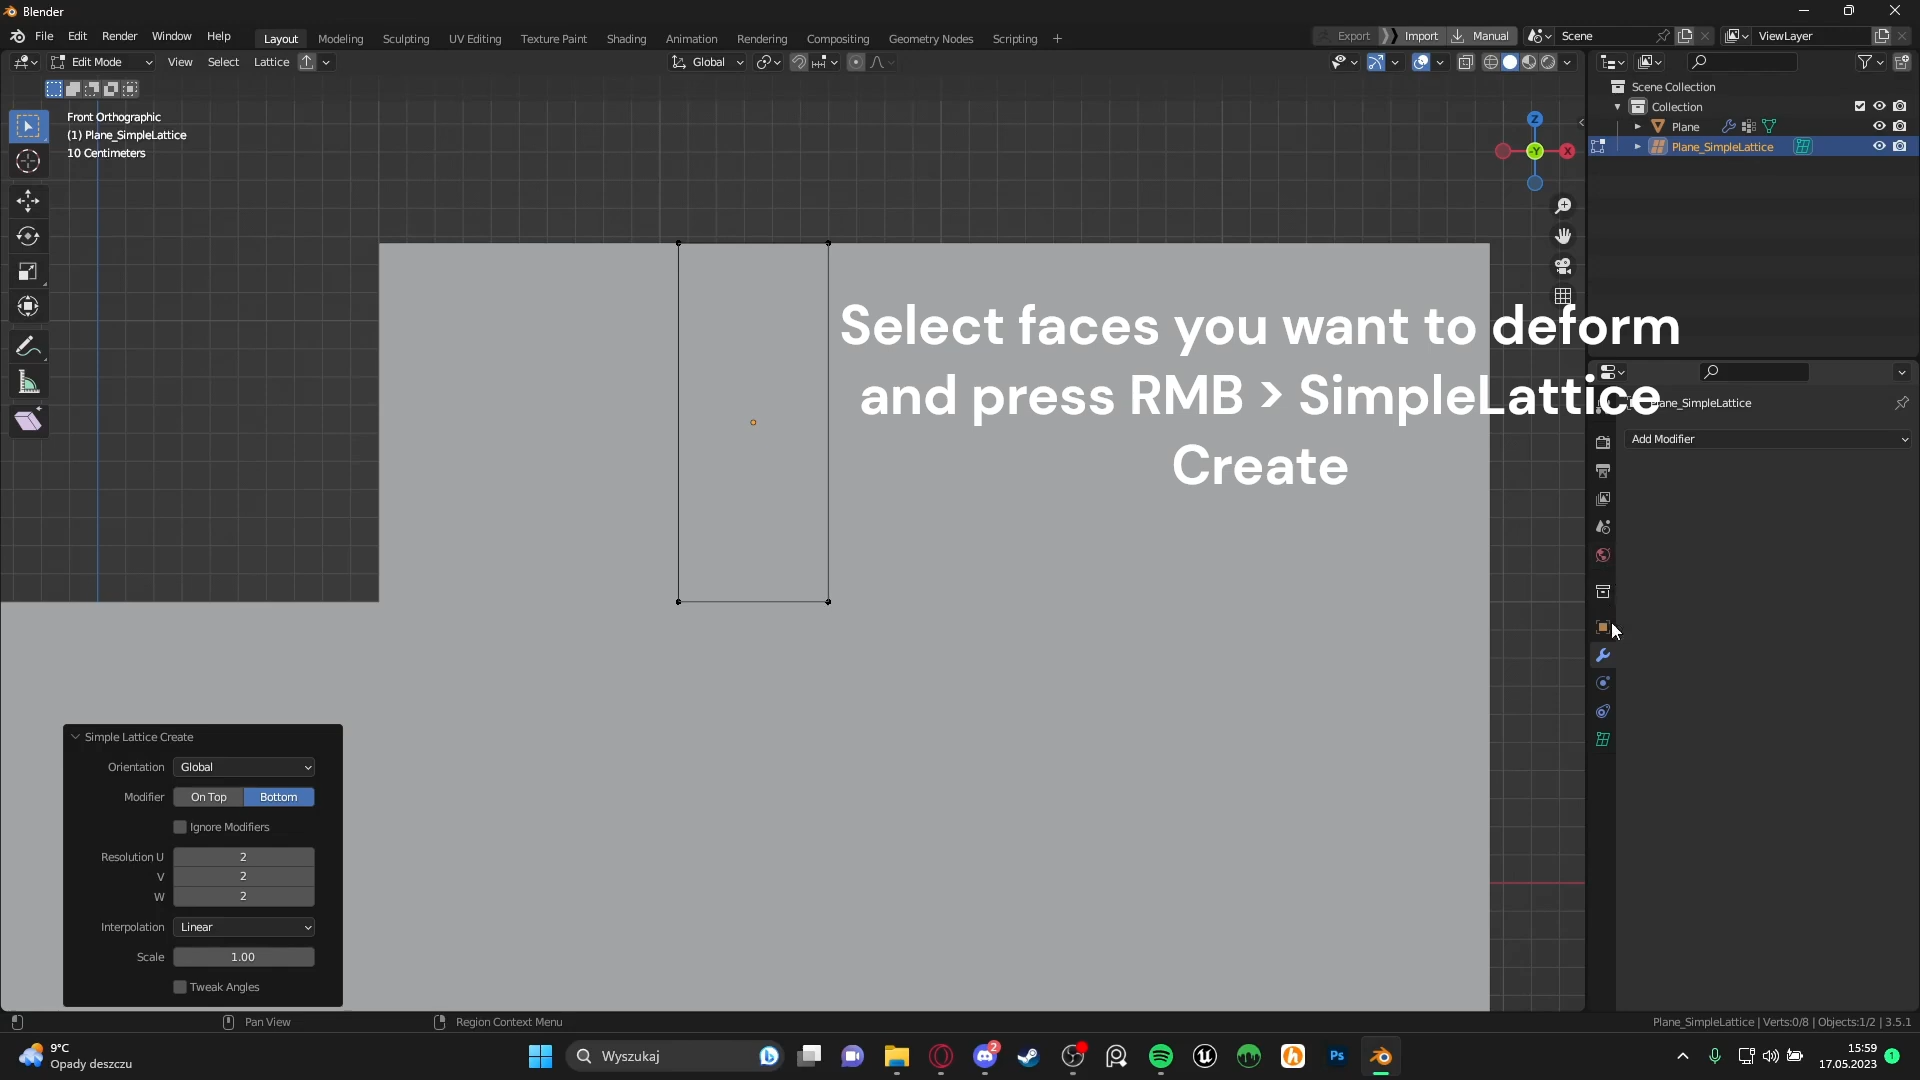 Blender
File Edit Render Window Help Layout Modeling Sculpting UV Editing Texture Paint Shading Animation Rendering Compositing Geometry Nodes Scripting + Export Import Manual Scene ViewLayer
Edit Mode View Select Lattice Global
Front Orthographic
(1) Plane_SimpleLattice
10 Centimeters
Z
-Y X
Scene Collection
Collection
Plane
Plane_SimpleLattice
Select faces you want to deform
and press RMB > SimpleLattice
Create
Plane_SimpleLattice
Add Modifier
Simple Lattice Create
Orientation Global
Modifier On Top Bottom
Ignore Modifiers
Resolution U 2
V 2
W 2
Interpolation Linear
Scale 1.00
Tweak Angles
Pan View Region Context Menu Plane_SimpleLattice | Verts:0/8 | Objects:1/2 | 3.5.1
9°C
Opady deszczu
Wyszukaj
2
Ps
15:59
17.05.2023
1